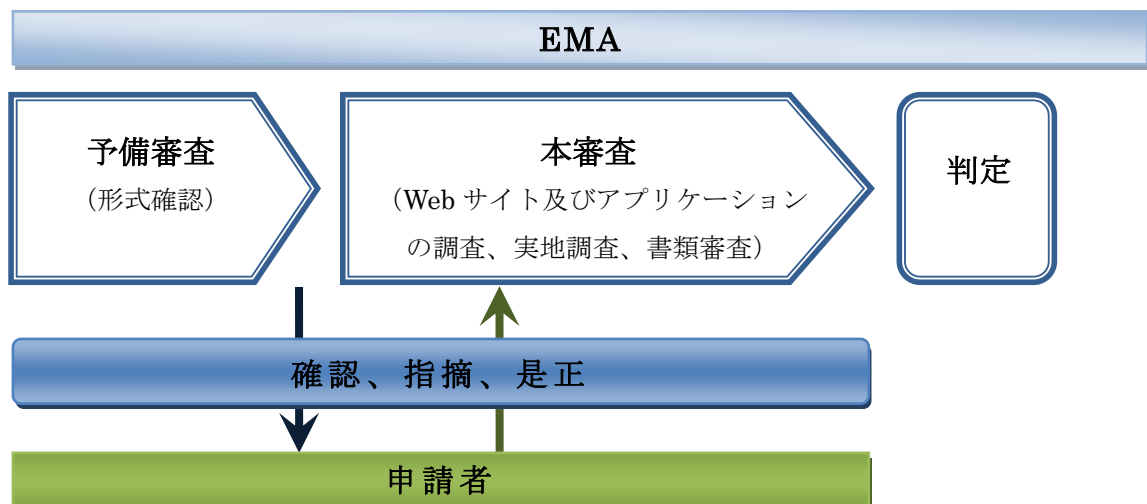 EMA
予備審査
（形式確認）
本審査
（Web サイト及びアプリケーション
の調査、実地調査、書類審査）
判定
確認、指摘、是正
申請者